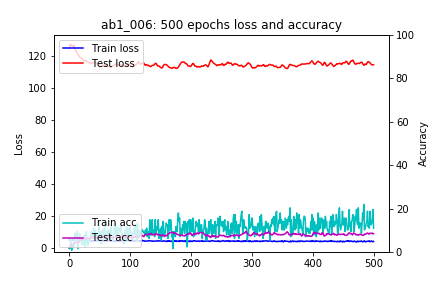 ab1_006: 500 epochs loss and accuracy
Train loss
Test loss
Train acc
Test acc
Loss
Accuracy
0
20
40
60
80
100
120
0
20
40
60
80
100
0
100
200
300
400
500